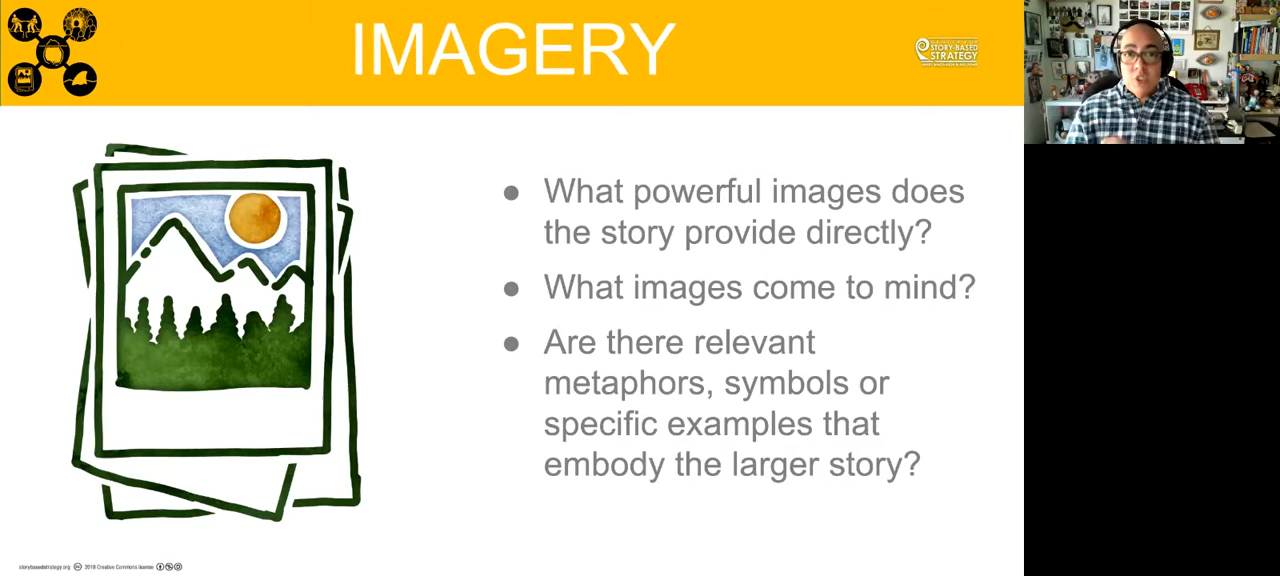 IMAGERY
STORY-BASED
STRATEGY
What powerful images does
the story provide directly?
What images come to mind?
Are there relevant
metaphors, symbols or
specific examples that
embody the larger story?
storybasedstrategy.org 2019 Creative Commons license